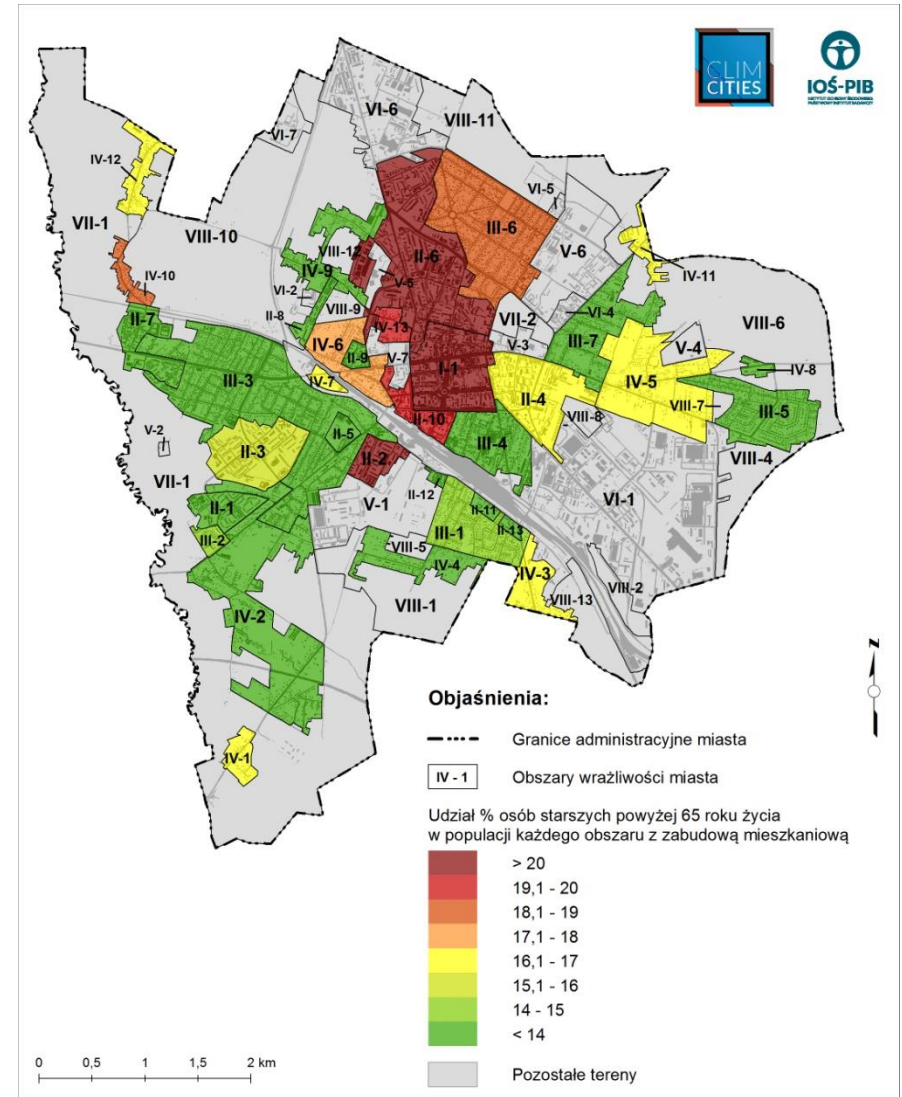 CLIM
CITIES
IOŚ-PIB
INSTYTUT OCHRONY ŚRODOWISKA
PAŃSTWOWY INSTYTUT BADAWCZY
VI-6
VIII-11
VI-7
IV-12
VI-5
VII-1
VIII-10
III-6
V-6
II-6
VIII-12
IV-11
IV-9
V-5
IV-10
VI-2
VIII-9
VI-4
VIII-6
II-7
II-8
IV-13
VII-2
III-7
IV-6
V-3
V-4
II-9
V-7
I-1
IV-8
III-3
IV-7
II-4
IV-5
VIII-7
III-5
II-10
VIII-8
V-2
II-5
III-4
II-3
II-2
VIII-4
VII-1
II-12
VI-1
V-1
II-1
II-11
III-2
III-1
II-13
VIII-5
IV-4
IV-3
VIII-13
VIII-2
VIII-1
IV-2
IV-1
N
Objaśnienia:
Granice administracyjne miasta
IV - 1 Obszary wrażliwości miasta
Udział % osób starszych powyżej 65 roku życia
w populacji każdego obszaru z zabudową mieszkaniową
> 20
19,1 - 20
18,1 - 19
17,1 - 18
16,1 - 17
15,1 - 16
14 - 15
< 14
Pozostałe tereny
0 0,5 1 1,5 2 km